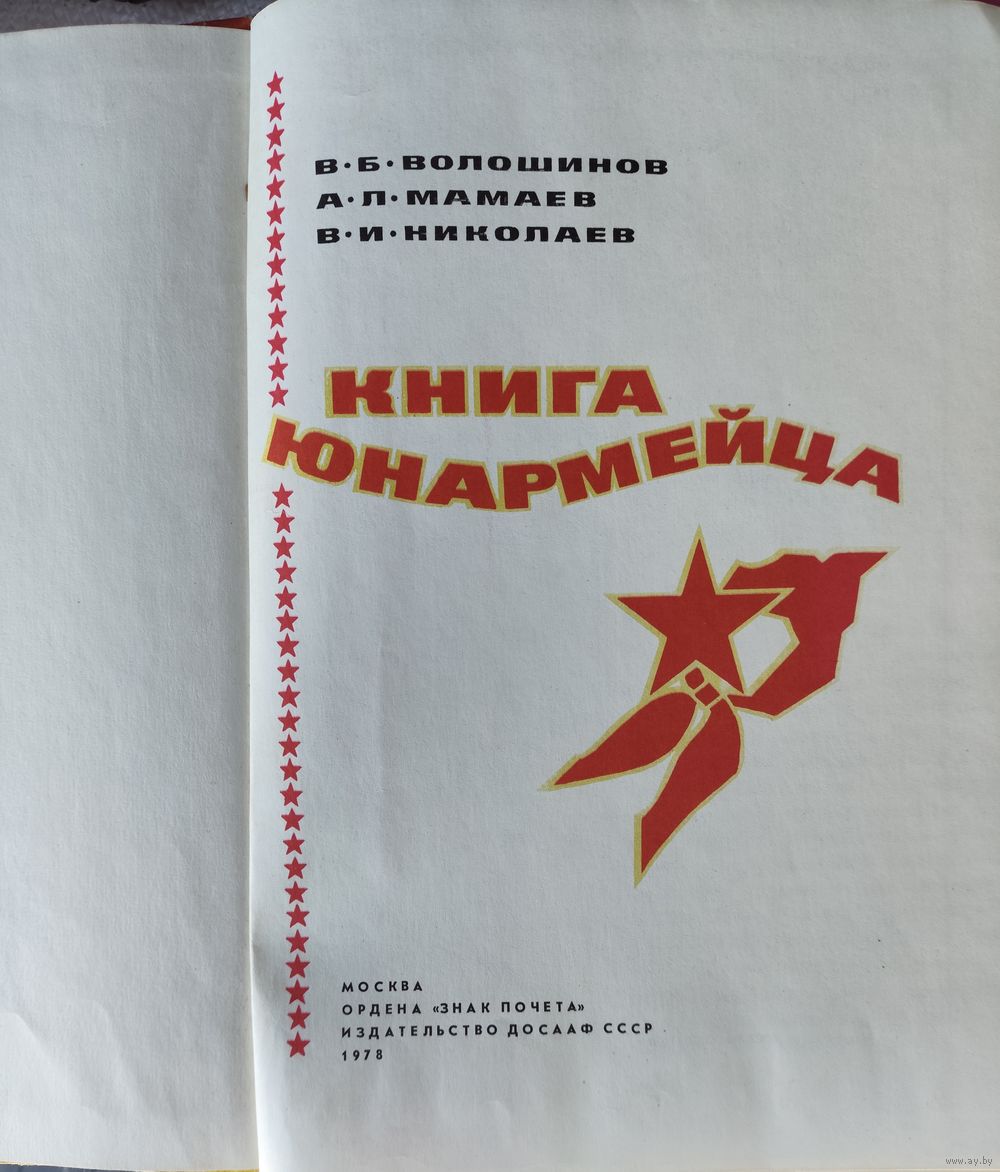 В·Б·ВОЛОШИНОВ
А·Л·МАМАЕВ
В·И·НИКОЛАЕВ
КНИГА
ЮНАРМЕЙЦА
МОСКВА
ОРДЕНА «ЗНАК ПОЧЕТА»
ИЗДАТЕЛЬСТВО ДОСААФ СССР
1978
www.ay.by